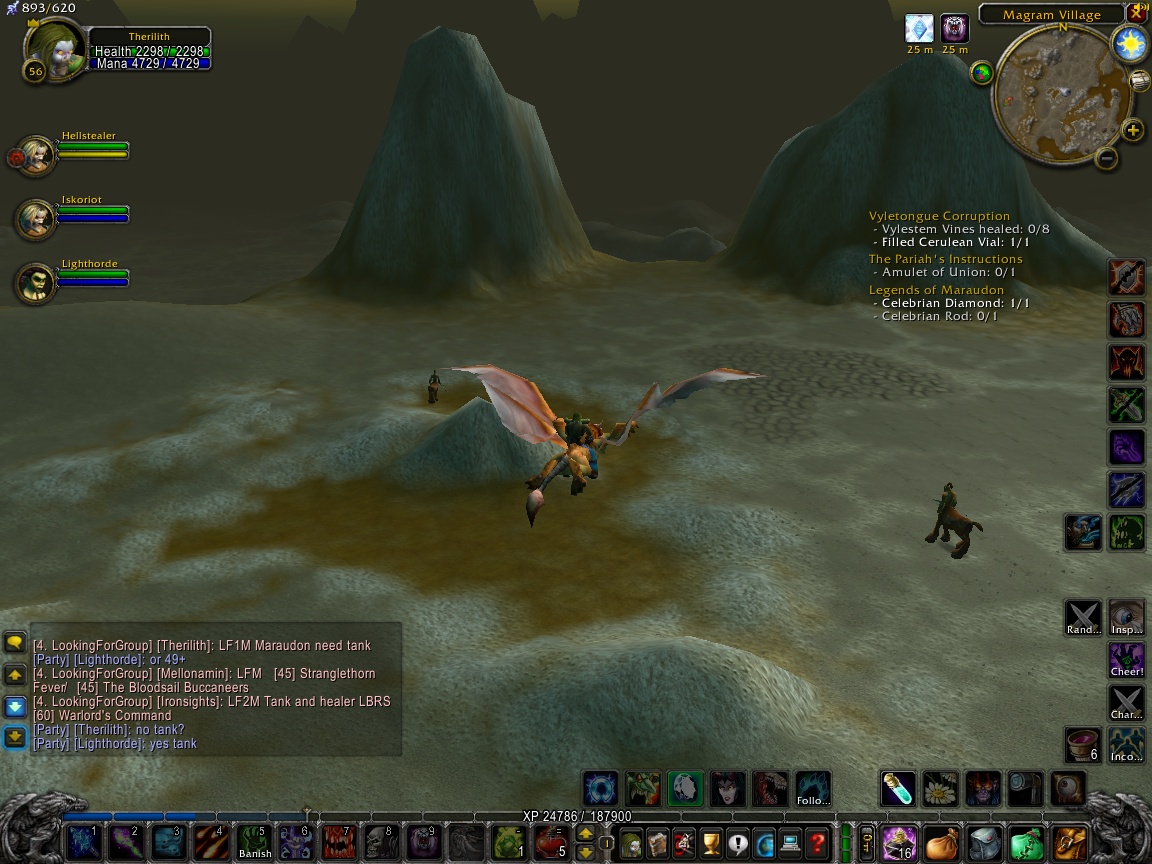 893/620
Therilith
Health 2298 / 2298
56
Mana 4729 / 4729
Hellstealer
Iskoriot
Lighthorde
25 m 25 m
Magram Village
N
Vyletongue Corruption
- Vylestem Vines healed: 0/8
- Filled Cerulean Vial: 1/1
The Pariah's Instructions
- Amulet of Union: 0/1
Legends of Maraudon
- Celebrian Diamond: 1/1
- Celebrian Rod: 0/1
Rand... Insp...
Cheer!
Char...
6 Inco...
[4. LookingForGroup] [Therilith]: LF1M Maraudon need tank
[Party] [Lighthorde]: or 49+
[4. LookingForGroup] [Mellonamin]: LFM [45] Stranglethorn
Fever/ [45] The Bloodsail Buccaneers
[4. LookingForGroup] [Ironsights]: LF2M Tank and healer LBRS
[60] Warlord's Command
[Party] [Therilith]: no tank?
[Party] [Lighthorde]: yes tank
Follo...
XP 24786 / 187900
1 2 3 4 5 6 7 8 9
Banish 1 5 1 16